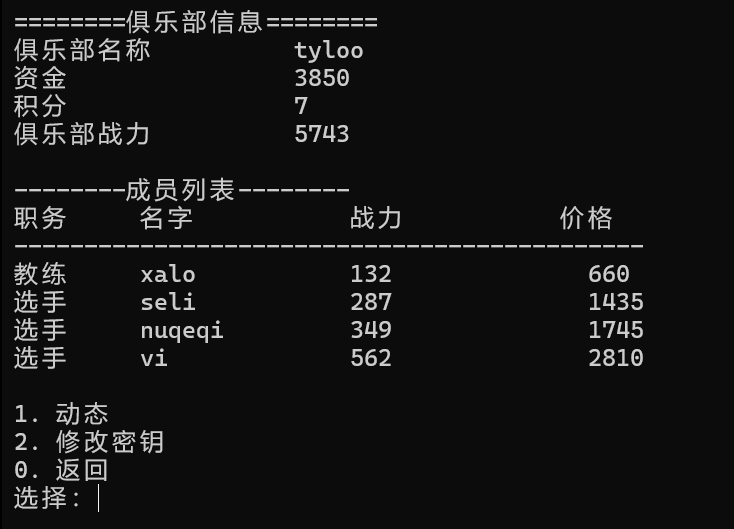 ========俱乐部信息========
俱乐部名称 tyloo
资金 3850
积分 7
俱乐部战力 5743
--------成员列表--------
职务 名字 战力 价格
---------------------------------------------
教练 xalo 132 660
选手 seli 287 1435
选手 nuqeqi 349 1745
选手 vi 562 2810
1. 动态
2. 修改密钥
0. 返回
选择: